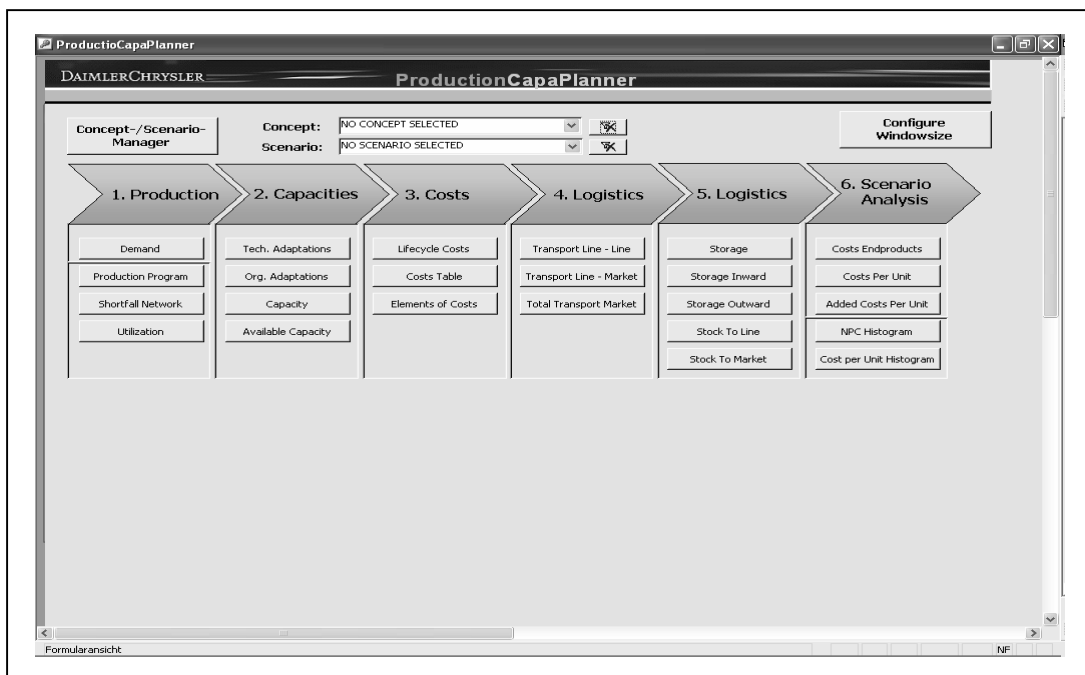 ProductioCapaPlanner
DAIMLERCHRYSLER
ProductionCapaPlanner
Concept-/Scenario-
Manager
Concept:
NO CONCEPT SELECTED
Scenario:
NO SCENARIO SELECTED
Configure
Windowsize
1. Production
2. Capacities
3. Costs
4. Logistics
5. Logistics
6. Scenario
Analysis
Demand
Production Program
Shortfall Network
Utilization
Tech. Adaptations
Org. Adaptations
Capacity
Available Capacity
Lifecycle Costs
Costs Table
Elements of Costs
Transport Line - Line
Transport Line - Market
Total Transport Market
Storage
Storage Inward
Storage Outward
Stock To Line
Stock To Market
Costs Endproducts
Costs Per Unit
Added Costs Per Unit
NPC Histogram
Cost per Unit Histogram
Formularansicht
NF